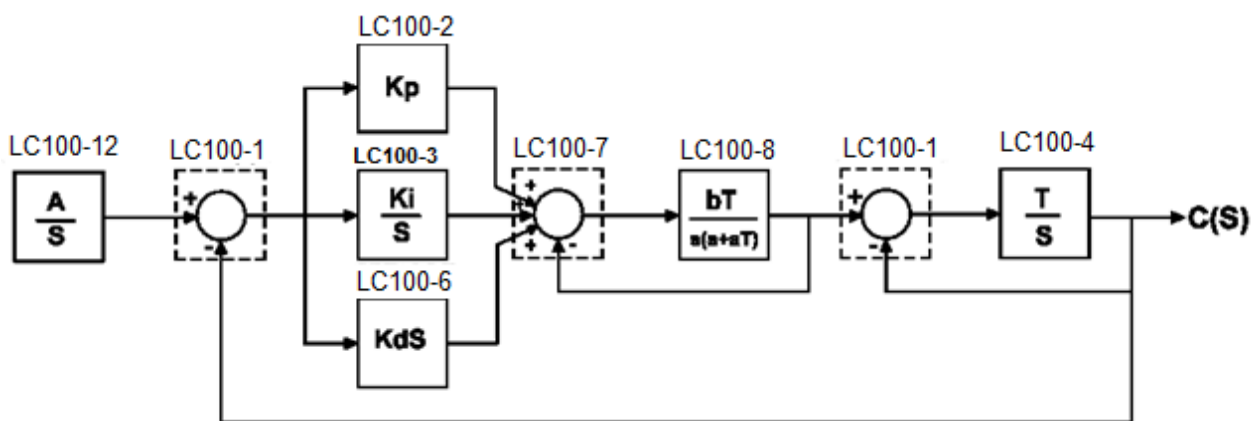 LC100-2
Kp
LC100-12
LC100-1
LC100-3
LC100-7
LC100-8
LC100-1
LC100-4
A
S
+
-
Ki
S
+
+
+
-
bT
s(s+aT)
+
-
T
S
C(S)
LC100-6
KdS